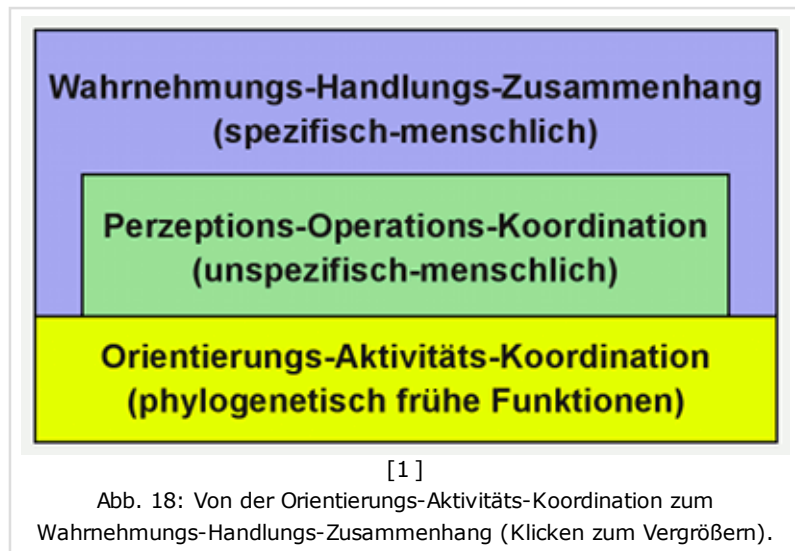 Wahrnehmungs-Handlungs-Zusammenhang
(spezifisch-menschlich)
Perzeptions-Operations-Koordination
(unspezifisch-menschlich)
Orientierungs-Aktivitäts-Koordination
(phylogenetisch frühe Funktionen)
[1 ]
Abb. 18: Von der Orientierungs-Aktivitäts-Koordination zum
Wahrnehmungs-Handlungs-Zusammenhang (Klicken zum Vergrößern).